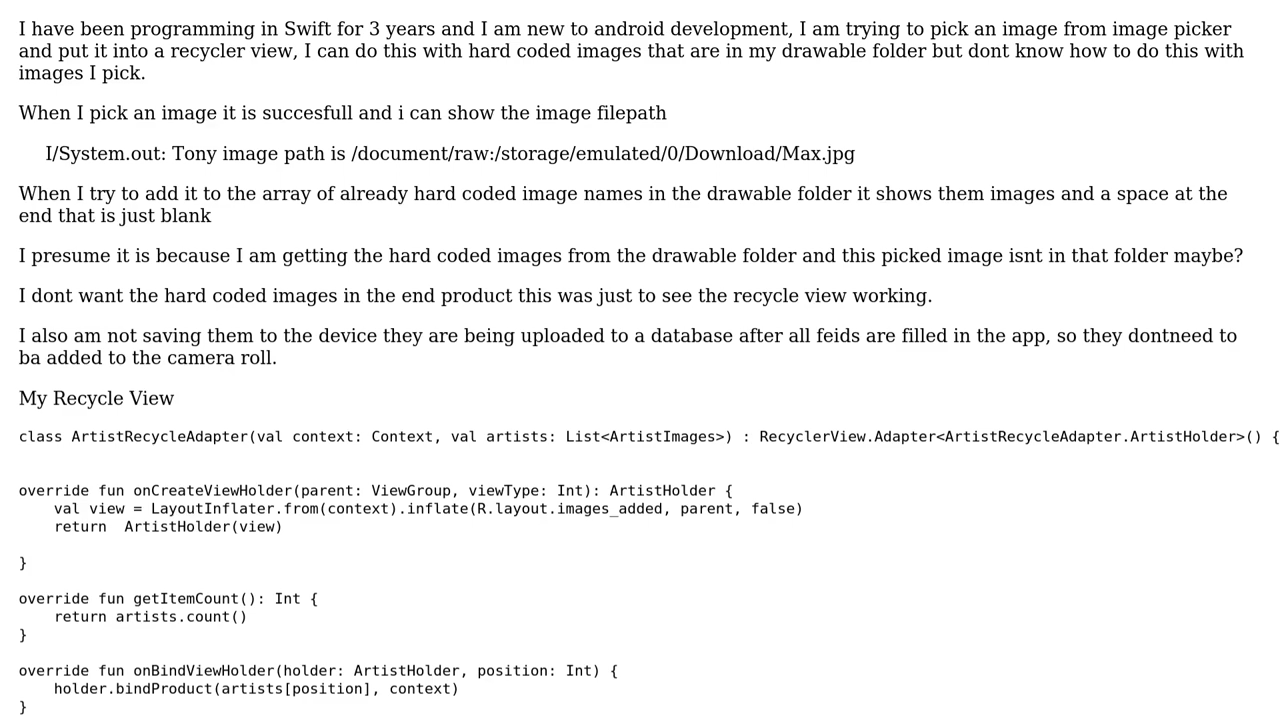 I have been programming in Swift for 3 years and I am new to android development, I am trying to pick an image from image picker
and put it into a recycler view, I can do this with hard coded images that are in my drawable folder but dont know how to do this with
images I pick.
When I pick an image it is succesfull and i can show the image filepath
I/System.out: Tony image path is /document/raw:/storage/emulated/0/Download/Max.jpg
When I try to add it to the array of already hard coded image names in the drawable folder it shows them images and a space at the
end that is just blank
I presume it is because I am getting the hard coded images from the drawable folder and this picked image isnt in that folder maybe?
I dont want the hard coded images in the end product this was just to see the recycle view working.
I also am not saving them to the device they are being uploaded to a database after all feids are filled in the app, so they dontneed to
ba added to the camera roll.
My Recycle View
class ArtistRecycleAdapter(val context: Context, val artists: List<ArtistImages>) : RecyclerView.Adapter<ArtistRecycleAdapter.ArtistHolder>() {
override fun onCreateViewHolder(parent: ViewGroup, viewType: Int): ArtistHolder {
    val view = LayoutInflater.from(context).inflate(R.layout.images_added, parent, false)
    return  ArtistHolder(view)
}
override fun getItemCount(): Int {
    return artists.count()
}
override fun onBindViewHolder(holder: ArtistHolder, position: Int) {
    holder.bindProduct(artists[position], context)
}